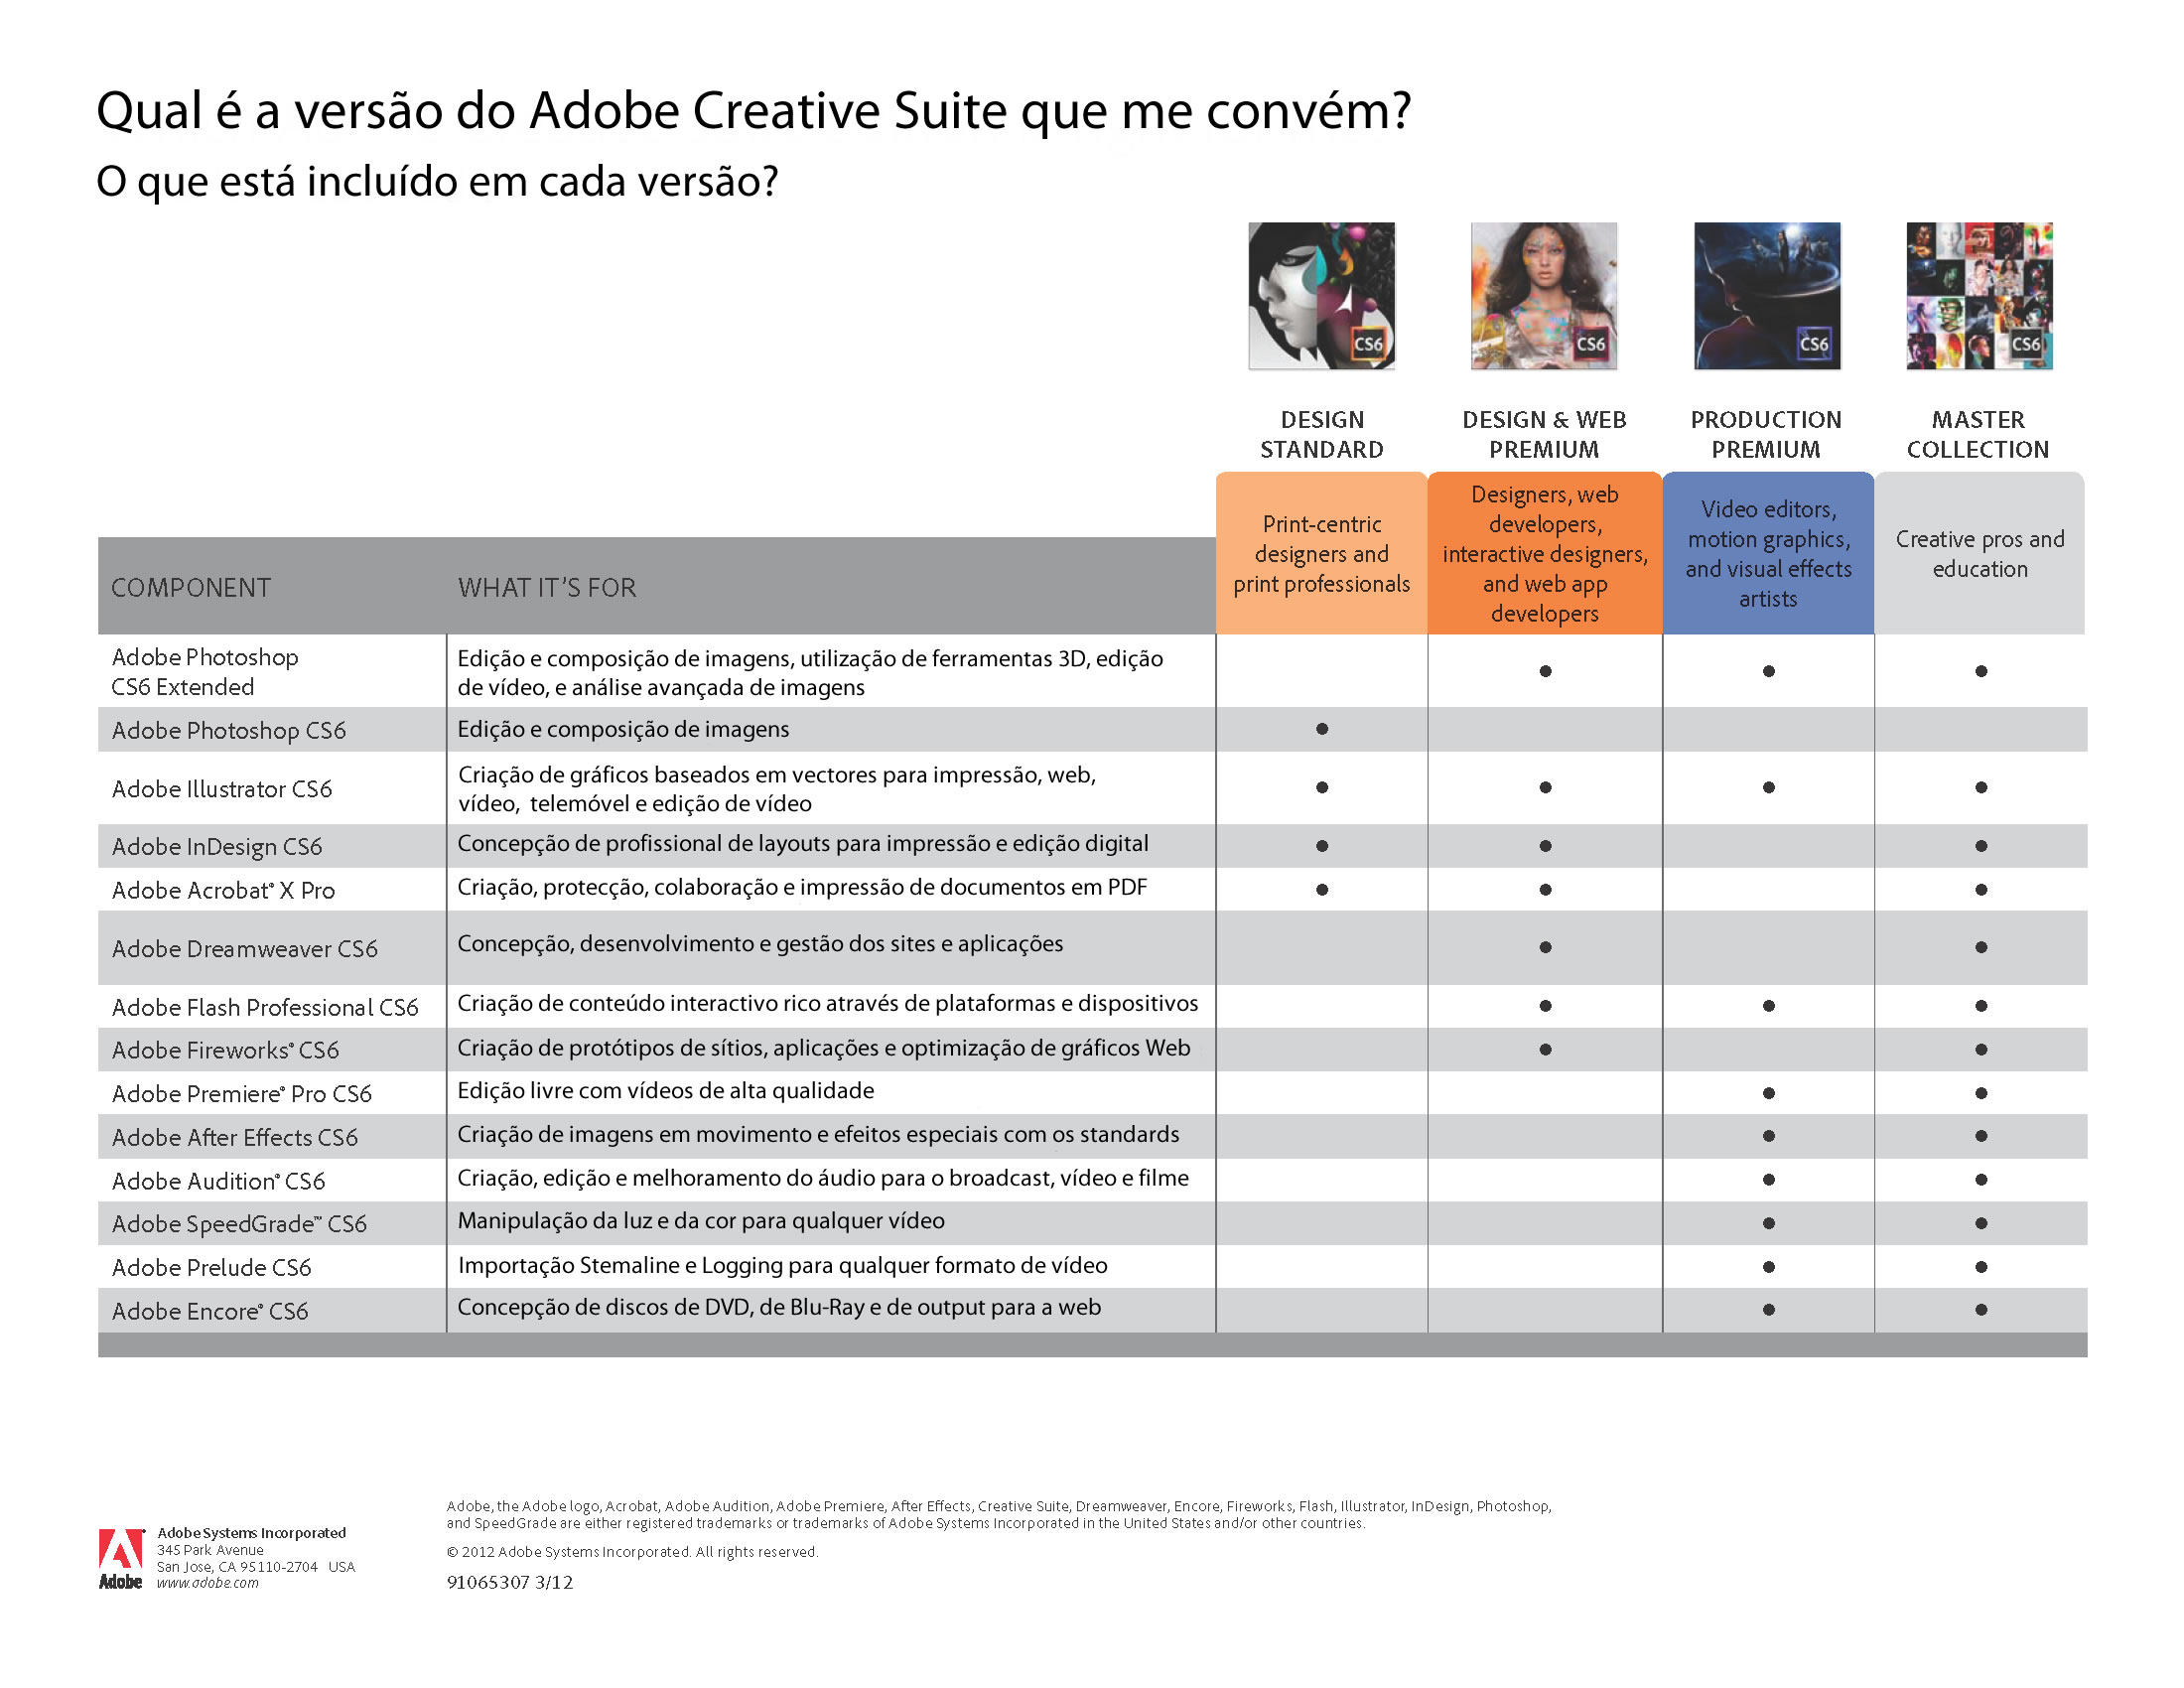 Qual é a versão do Adobe Creative Suite que me convém?
O que está incluído em cada versão?
CS6
CS6
CS6
CS6
DESIGN
STANDARD
DESIGN & WEB
PREMIUM
PRODUCTION
PREMIUM
MASTER
COLLECTION
COMPONENT
WHAT IT'S FOR
Print-centric
designers and
print professionals
Designers, web
developers,
interactive designers,
and web app
developers
Video editors,
motion graphics,
and visual effects
artists
Creative pros and
education
Adobe Photoshop
CS6 Extended
Edição e composição de imagens, utilização de ferramentas 3D, edição
de vídeo, e análise avançada de imagens
• • •
Adobe Photoshop CS6
Edição e composição de imagens
•
Adobe Illustrator CS6
Criação de gráficos baseados em vectores para impressão, web,
vídeo,  telemóvel e edição de vídeo
• • • •
Adobe InDesign CS6
Concepção de profissional de layouts para impressão e edição digital
• • •
Adobe Acrobat® X Pro
Criação, protecção, colaboração e impressão de documentos em PDF
• • •
Adobe Dreamweaver CS6
Concepção, desenvolvimento e gestão dos sites e aplicações
• •
Adobe Flash Professional CS6
Criação de conteúdo interactivo rico através de plataformas e dispositivos
• • •
Adobe Fireworks® CS6
Criação de protótipos de sítios, aplicações e optimização de gráficos Web
• •
Adobe Premiere® Pro CS6
Edição livre com vídeos de alta qualidade
• •
Adobe After Effects CS6
Criação de imagens em movimento e efeitos especiais com os standards
• •
Adobe Audition® CS6
Criação, edição e melhoramento do áudio para o broadcast, vídeo e filme
• •
Adobe SpeedGrade™ CS6
Manipulação da luz e da cor para qualquer vídeo
• •
Adobe Prelude CS6
Importação Stemaline e Logging para qualquer formato de vídeo
• •
Adobe Encore® CS6
Concepção de discos de DVD, de Blu-Ray e de output para a web
• •
Adobe
Adobe Systems Incorporated
345 Park Avenue
San Jose, CA 95110-2704   USA
www.adobe.com
Adobe, the Adobe logo, Acrobat, Adobe Audition, Adobe Premiere, After Effects, Creative Suite, Dreamweaver, Encore, Fireworks, Flash, Illustrator, InDesign, Photoshop,
and SpeedGrade are either registered trademarks or trademarks of Adobe Systems Incorporated in the United States and/or other countries.
© 2012 Adobe Systems Incorporated. All rights reserved.
91065307 3/12